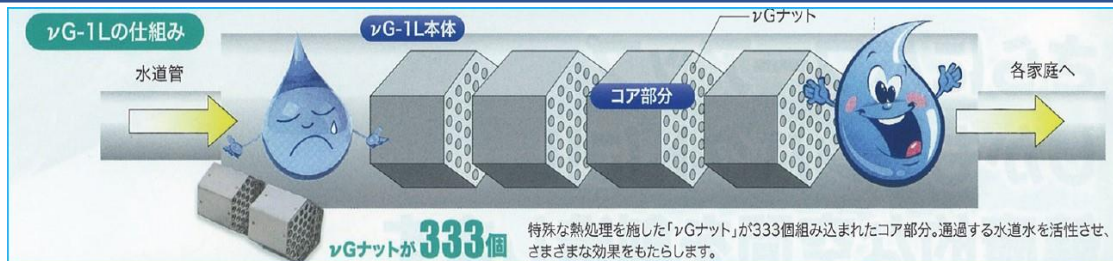 νG-1Lの仕組み
νG-1L本体
νGナット
水道管
コア部分
各家庭へ
νGナットが333個
特殊な熱処理を施した「νGナット」が333個組み込まれたコア部分。通過する水道水を活性させ、
さまざまな効果をもたらします。